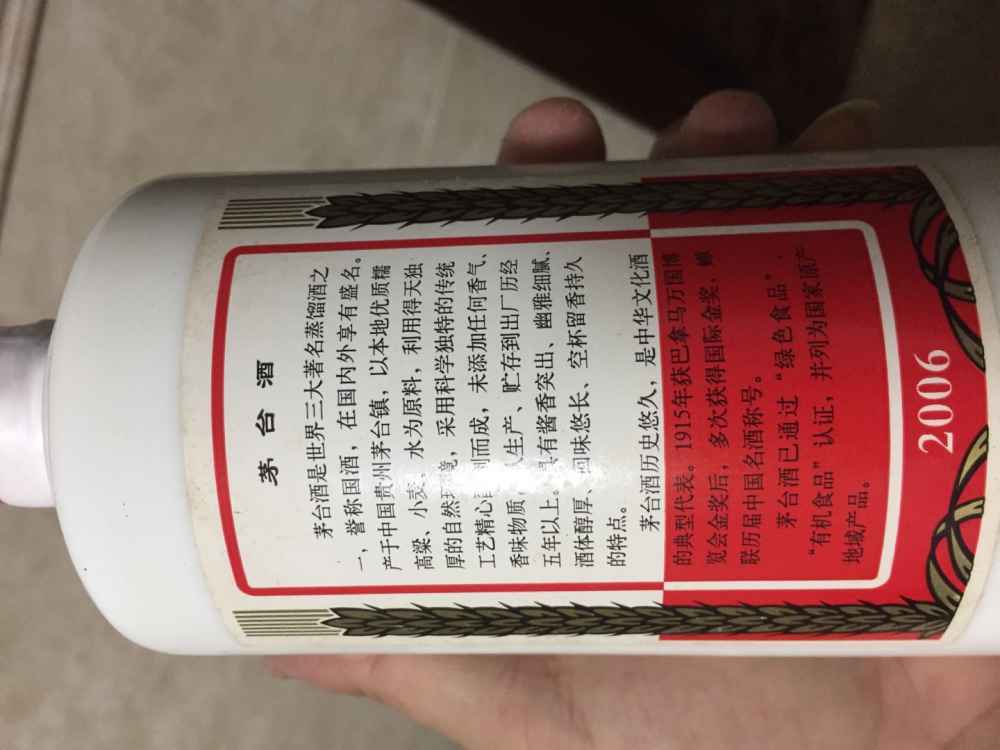 茅台酒
茅台酒是世界三大著名蒸馏酒之
一，誉称国酒，在国内外享有盛名。
产于中国贵州茅台镇，以本地优质糯
高粱、小麦、水为原料，利用得天独
厚的自然环境，采用科学独特的传统
工艺精心 制而成，未添加任何香气、
香味物质。 生产、贮存到出厂历经
五年以上。具有酱香突出、幽雅细腻、
酒体醇厚、回味悠长、空杯留香持久
的特点。
茅台酒历史悠久，是中华文化酒
的典型代表。1915年获巴拿马万国博
览会金奖后，多次获得国际金奖，蝉
联历届中国名酒称号。
茅台酒已通过“绿色食品”、
“有机食品”认证，并列为国家原产
地域产品。
2006